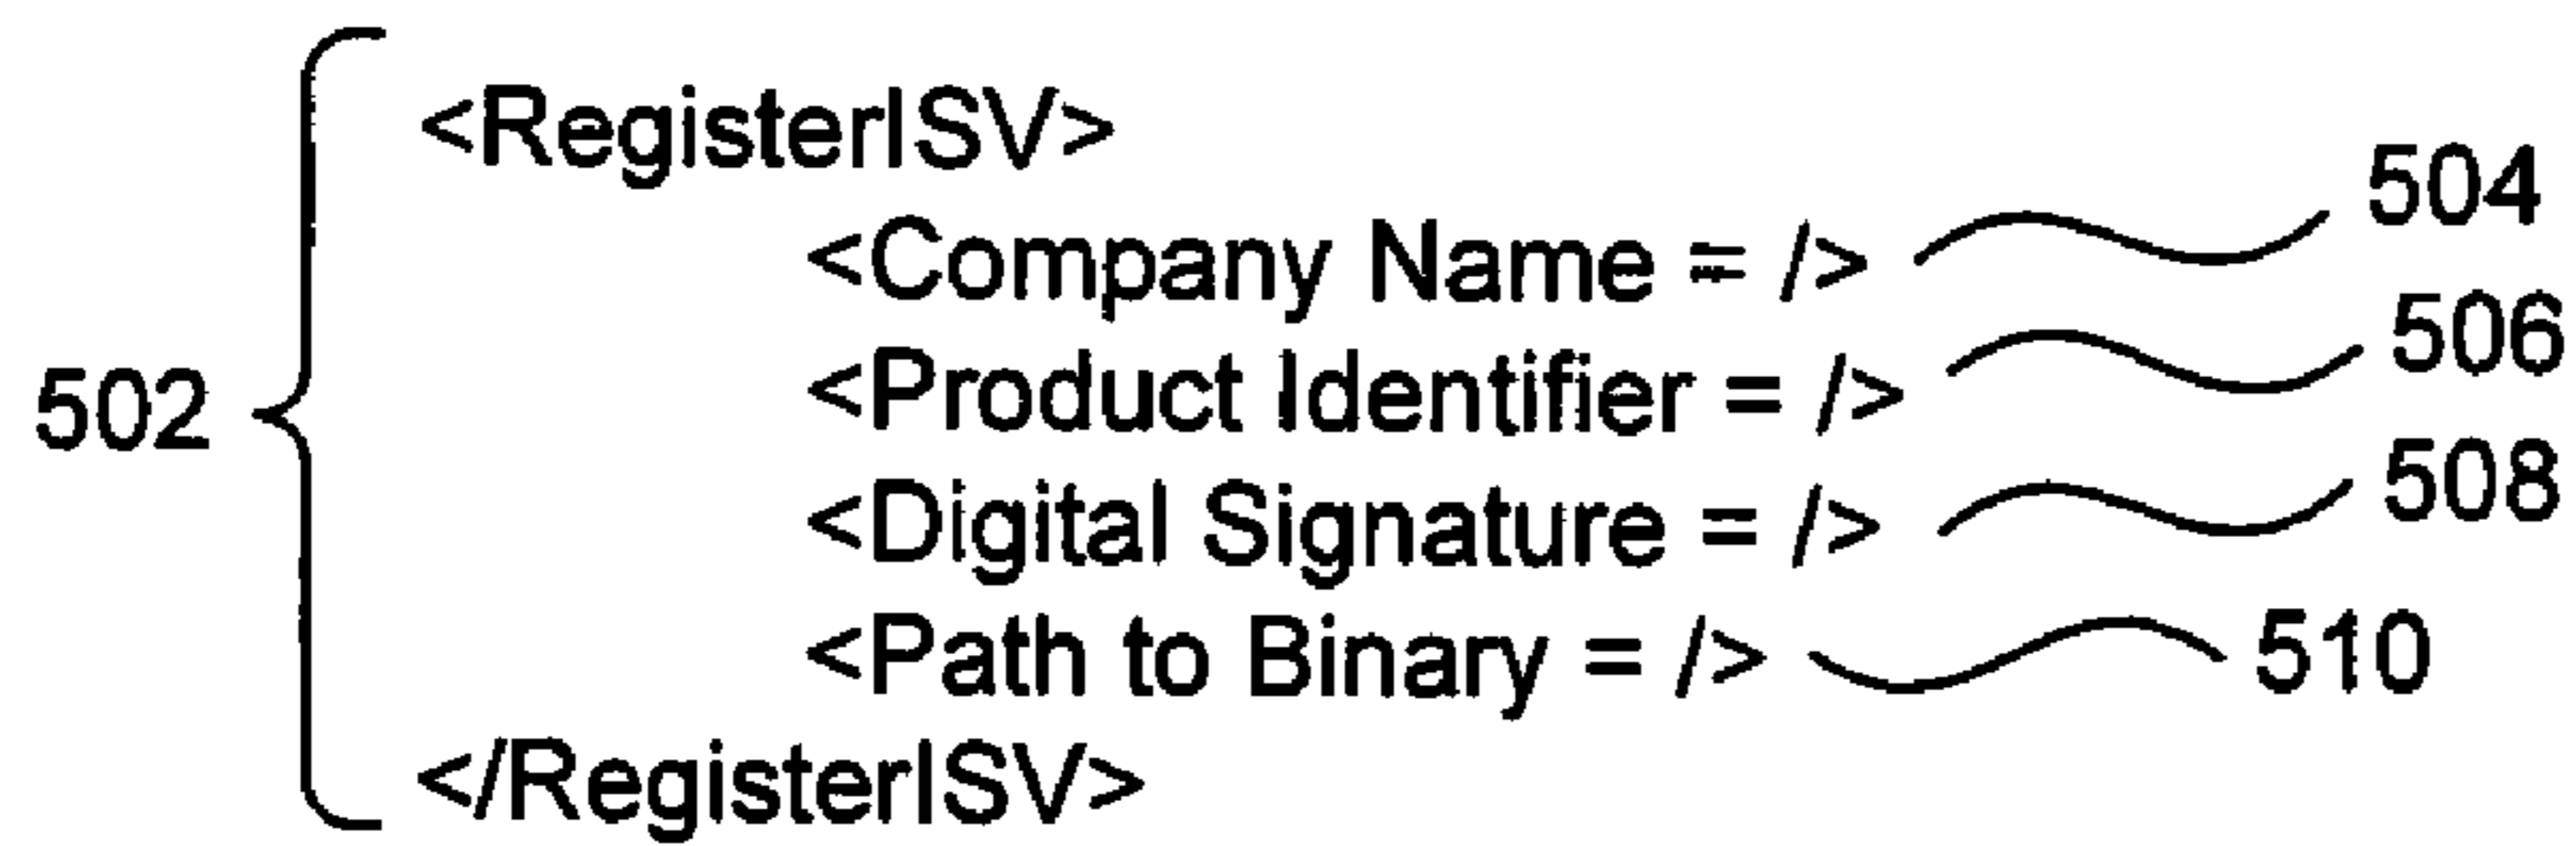 <RegisterISV>
<Company Name = /> 504
<Product Identifier = /> 506
502
<Digital Signature = /> 508
<Path to Binary = /> 510
</RegisterISV>